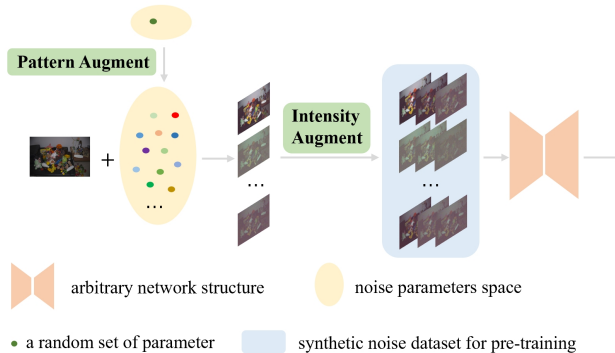 Pattern Augment
Intensity
Augment
+
...
...
...
arbitrary network structure
noise parameters space
a random set of parameter
synthetic noise dataset for pre-training